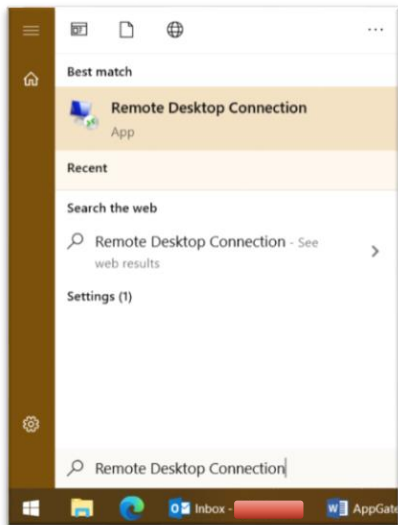 Best match
Remote Desktop Connection
App
Recent
Search the web
Remote Desktop Connection - See
web results
Settings (1)
Remote Desktop Connection
Inbox -
AppGate